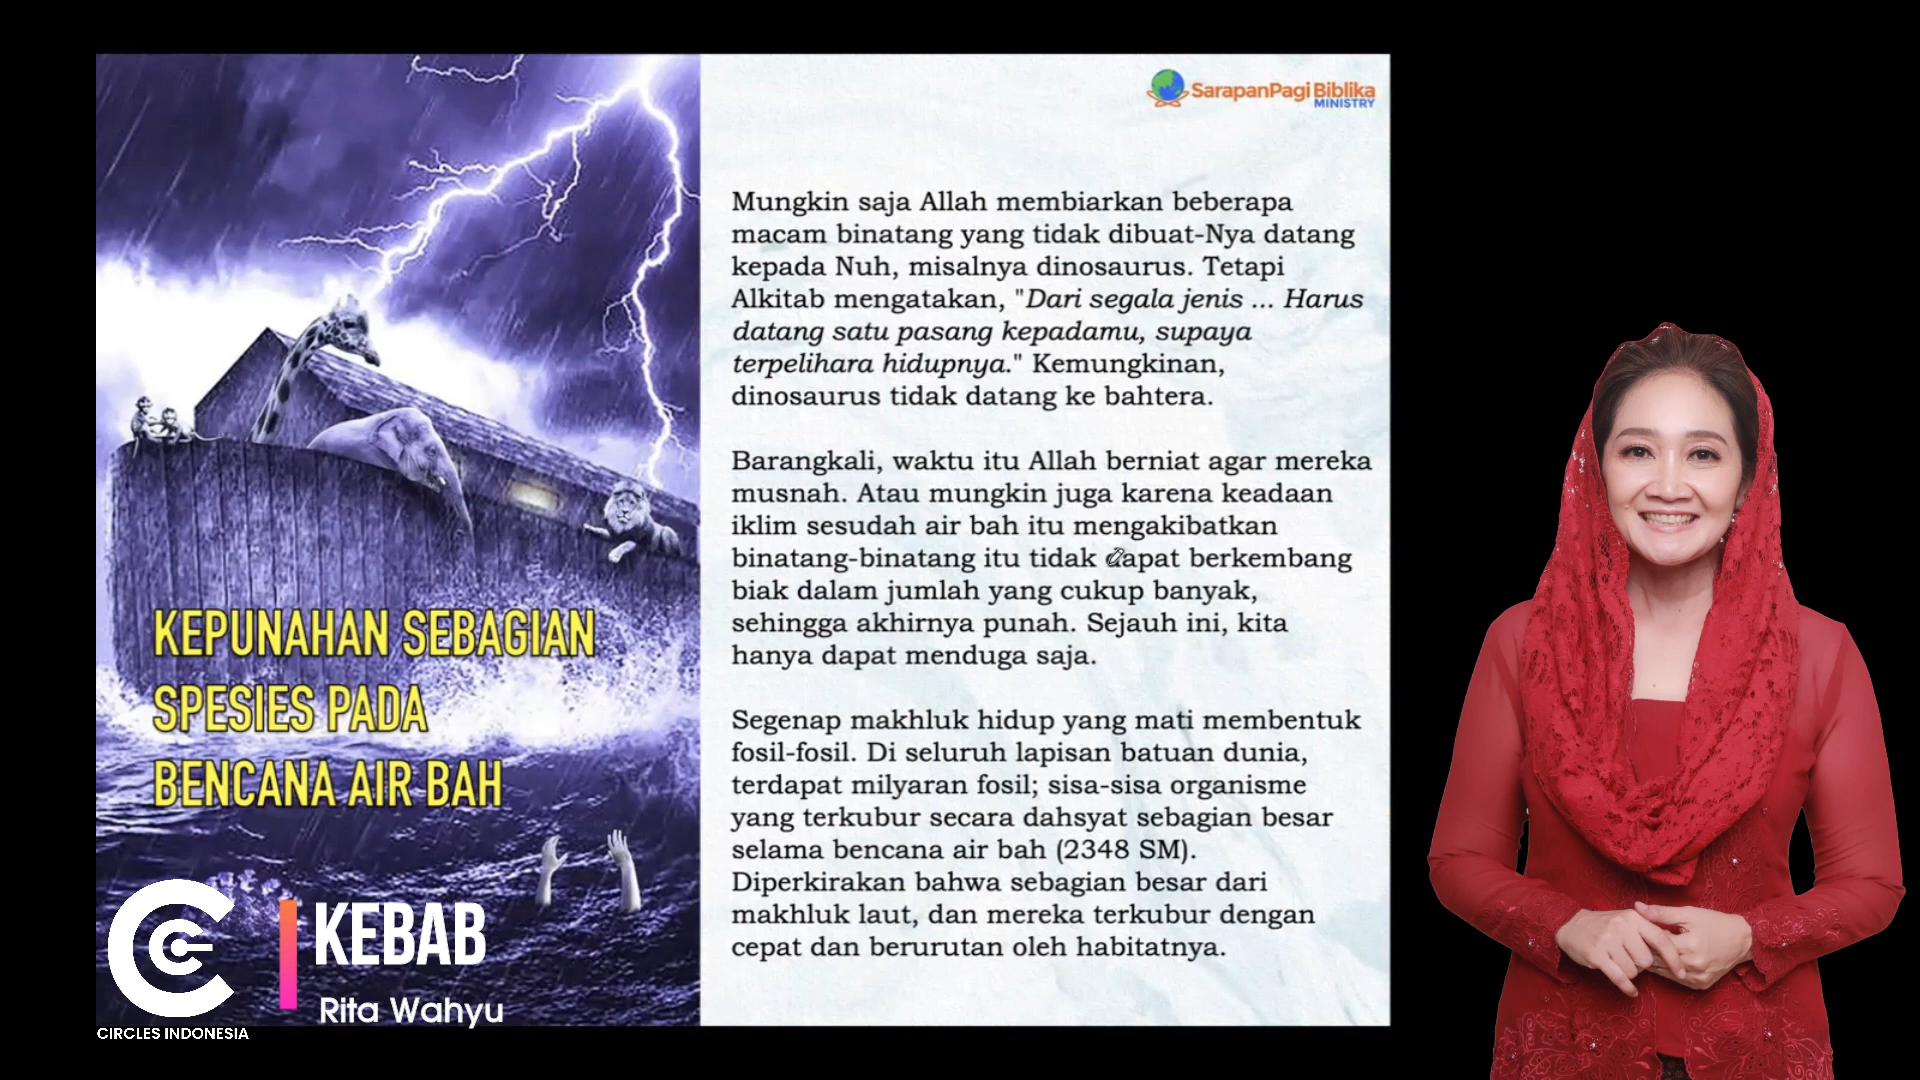 SarapanPagi Biblika
MINISTRY
Mungkin saja Allah membiarkan beberapa
macam binatang yang tidak dibuat-Nya datang
kepada Nuh, misalnya dinosaurus. Tetapi
Alkitab mengatakan, "Dari segala jenis ... Harus
datang satu pasang kepadamu, supaya
terpelihara hidupnya." Kemungkinan,
dinosaurus tidak datang ke bahtera.
Barangkali, waktu itu Allah berniat agar mereka
musnah. Atau mungkin juga karena keadaan
iklim sesudah air bah itu mengakibatkan
binatang-binatang itu tidak dapat berkembang
biak dalam jumlah yang cukup banyak,
sehingga akhirnya punah. Sejauh ini, kita
hanya dapat menduga saja.
Segenap makhluk hidup yang mati membentuk
fosil-fosil. Di seluruh lapisan batuan dunia,
terdapat milyaran fosil; sisa-sisa organisme
yang terkubur secara dahsyat sebagian besar
selama bencana air bah (2348 SM).
Diperkirakan bahwa sebagian besar dari
makhluk laut, dan mereka terkubur dengan
cepat dan berurutan oleh habitatnya.
KEPUNAHAN SEBAGIAN
SPESIES PADA
BENCANA AIR BAH
KEBAB
Rita Wahyu
CIRCLES INDONESIA